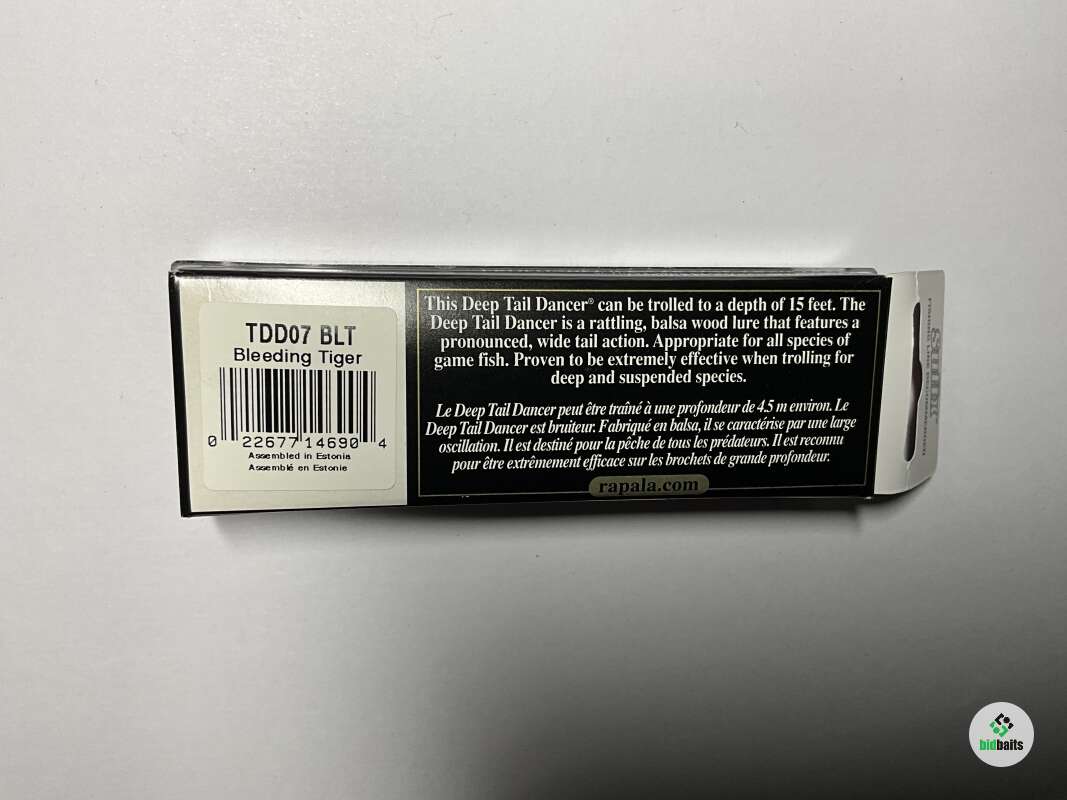 TDD07 BLT
Bleeding Tiger
0 22677 14690 4
Assembled in Estonia
Assemblé en Estonie
This Deep Tail Dancer® can be trolled to a depth of 15 feet. The
Deep Tail Dancer is a rattling, balsa wood lure that features a
pronounced, wide tail action. Appropriate for all species of
game fish. Proven to be extremely effective when trolling for
deep and suspended species.
Le Deep Tail Dancer peut être traîné à une profondeur de 4.5 m environ. Le
Deep Tail Dancer est bruiteur. Fabriqué en balsa, il se caractérise par une large
oscillation. Il est destiné pour la pêche de tous les prédateurs. Il est reconnu
pour être extrêmement efficace sur les brochets de grande profondeur.
rapala.com
bidbaits